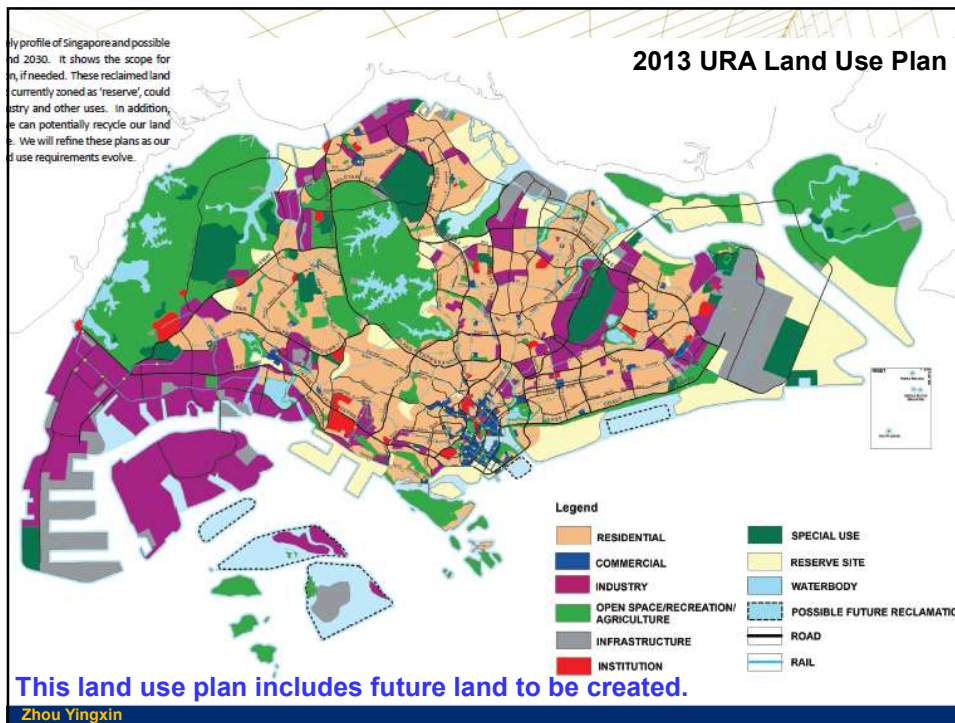 ely profile of Singapore and possible
nd 2030. It shows the scope for
on, if needed. These reclaimed land
currently zoned as 'reserve', could
ustry and other uses. In addition,
e can potentially recycle our land
e. We will refine these plans as our
d use requirements evolve.
2013 URA Land Use Plan
INSET
Legend
RESIDENTIAL
COMMERCIAL
INDUSTRY
OPEN SPACE/RECREATION/
AGRICULTURE
INFRASTRUCTURE
INSTITUTION
SPECIAL USE
RESERVE SITE
WATERBODY
POSSIBLE FUTURE RECLAMATIO
ROAD
RAIL
This land use plan includes future land to be created.
Zhou Yingxin